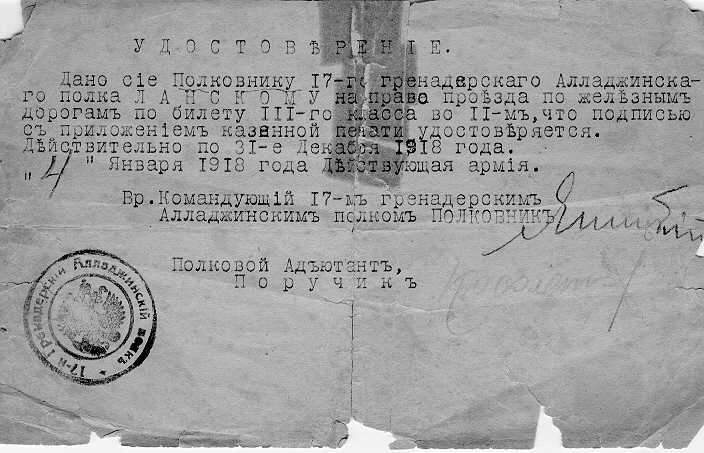 УДОСТОВѢРЕНІЕ.
Дано сіе Полковнику 17-го гренадерскаго Алладжинска-
го полка ЛАНСКОМУ на право проѣзда по желѣзнымъ
дорогамъ по билету III-го класса во II-мъ, что подписью
съ приложеніемъ казенной печати удостовѣряется.
Дѣйствительно по 31-е Декабря 1918 года.
"4" Января 1918 года Дѣйствующая армія.
Вр. Командующій 17-мъ гренадерскимъ
Алладжинскимъ полкомъ ПОЛКОВНИКЪ
Полковой Адъютантъ,
Поручикъ
17-й Гренадерскій Алладжинскій полкъ